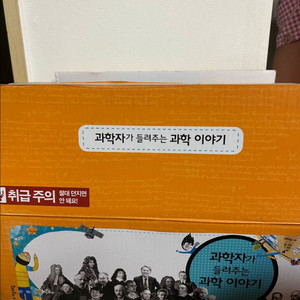 과학자가 들려주는 과학 이야기
취급 주의
절대 던지면
안 돼요!
과학자가
들려주는
과학 이야기